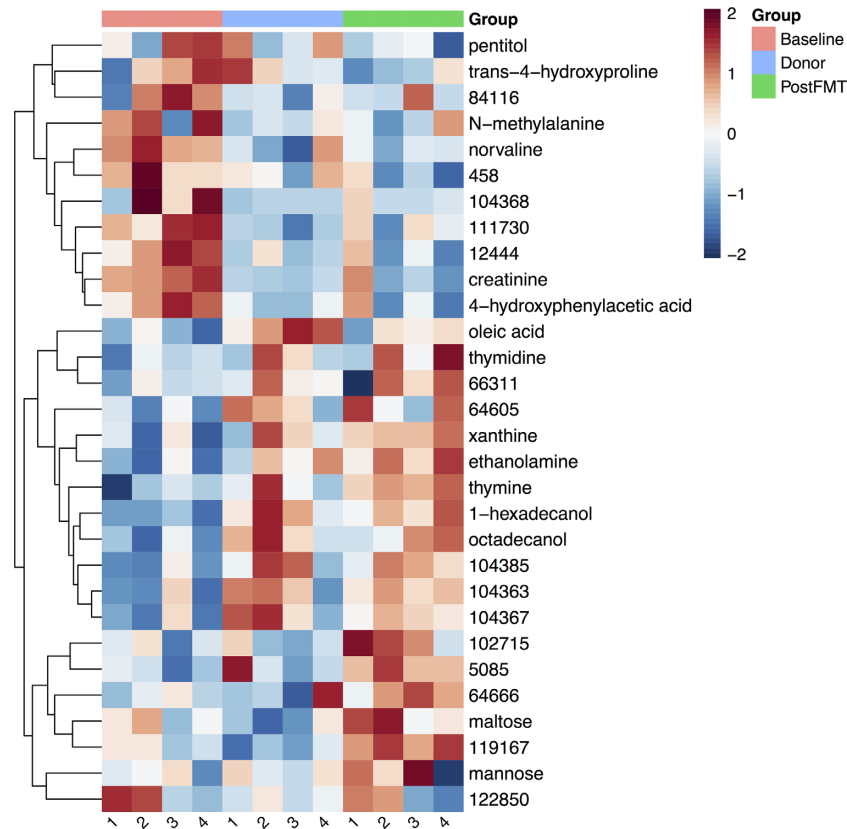 Group
pentitol
trans-4-hydroxyproline
84116
N-methylalanine
norvaline
458
104368
111730
12444
creatinine
4-hydroxyphenylacetic acid
oleic acid
thymidine
66311
64605
xanthine
ethanolamine
thymine
1-hexadecanol
octadecanol
104385
104363
104367
102715
5085
64666
maltose
119167
mannose
122850
1 2 3 4 1 2 3 4 1 2 3 4
2
1
0
-1
-2
Group
Baseline
Donor
PostFMT